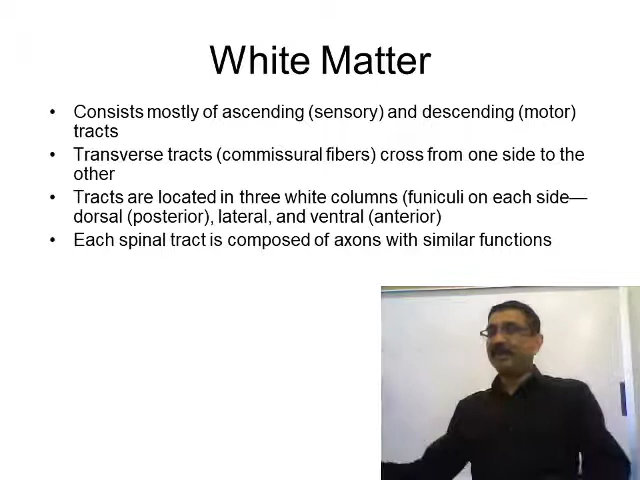 White Matter
• Consists mostly of ascending (sensory) and descending (motor)
tracts
• Transverse tracts (commissural fibers) cross from one side to the
other
• Tracts are located in three white columns (funiculi on each side—
dorsal (posterior), lateral, and ventral (anterior)
• Each spinal tract is composed of axons with similar functions